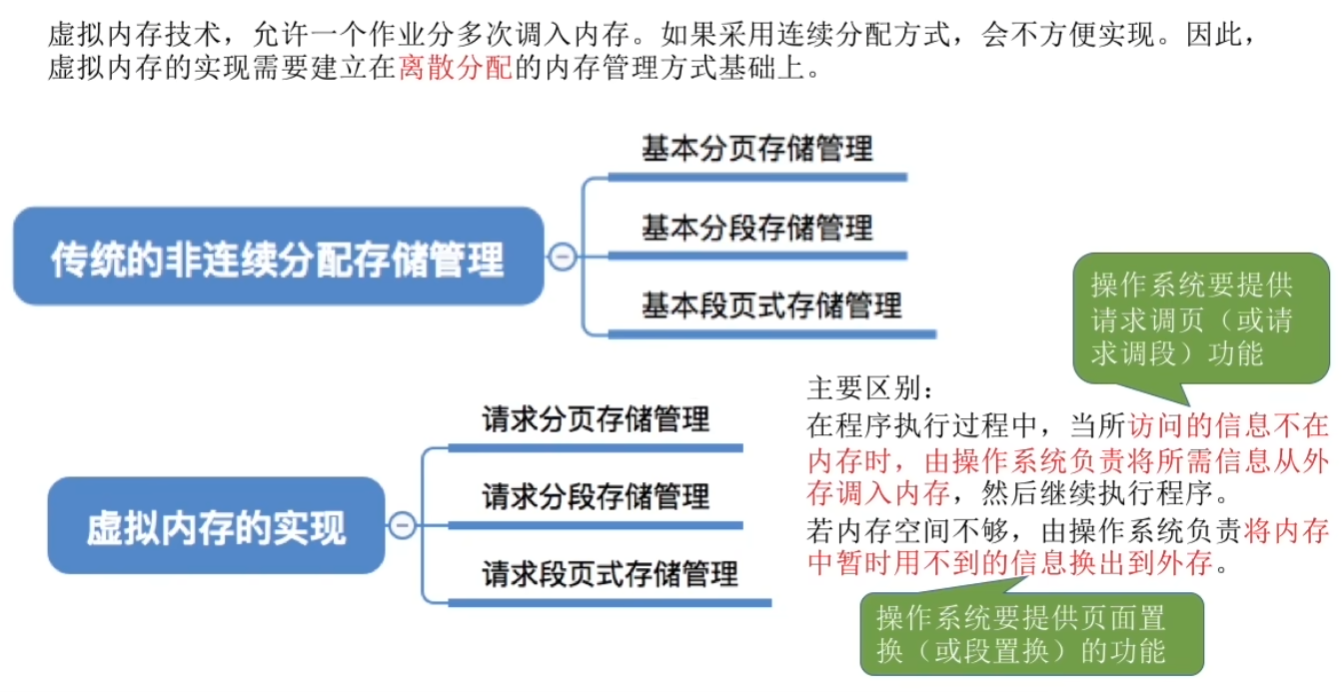 虚拟内存技术，允许一个作业分多次调入内存。如果采用连续分配方式，会不方便实现。因此，
虚拟内存的实现需要建立在离散分配的内存管理方式基础上。
传统的非连续分配存储管理
基本分页存储管理
基本分段存储管理
基本段页式存储管理
虚拟内存的实现
请求分页存储管理
请求分段存储管理
请求段页式存储管理
操作系统要提供
请求调页（或请
求调段）功能
主要区别：
在程序执行过程中，当所访问的信息不在
内存时，由操作系统负责将所需信息从外
存调入内存，然后继续执行程序。
若内存空间不够，由操作系统负责将内存
中暂时用不到的信息换出到外存。
操作系统要提供页面置
换（或段置换）的功能